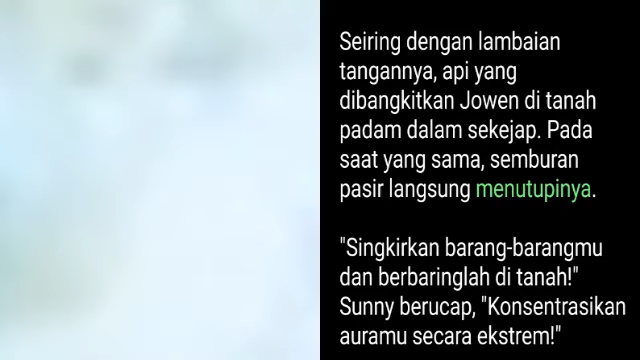 Seiring dengan lambaian
tangannya, api yang
dibangkitkan Jowen di tanah
padam dalam sekejap. Pada
saat yang sama, semburan
pasir langsung menutupinya.
"Singkirkan barang-barangmu
dan berbaringlah di tanah!"
Sunny berucap, "Konsentrasikan
auramu secara ekstrem!"